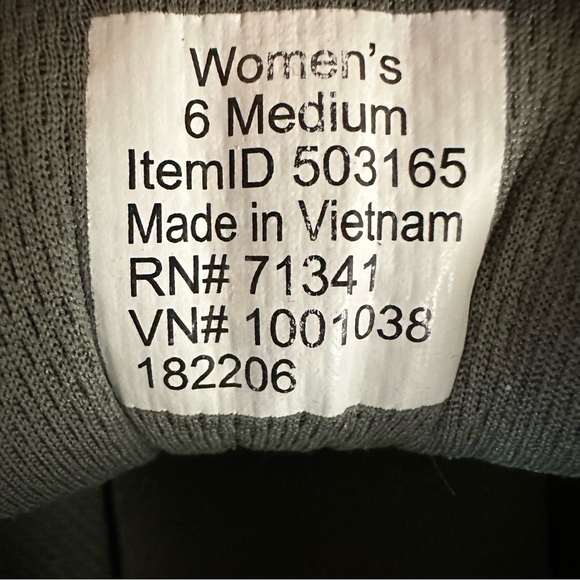 Women's
6 Medium
ItemID 503165
Made in Vietnam
RN# 71341
VN# 1001038
182206